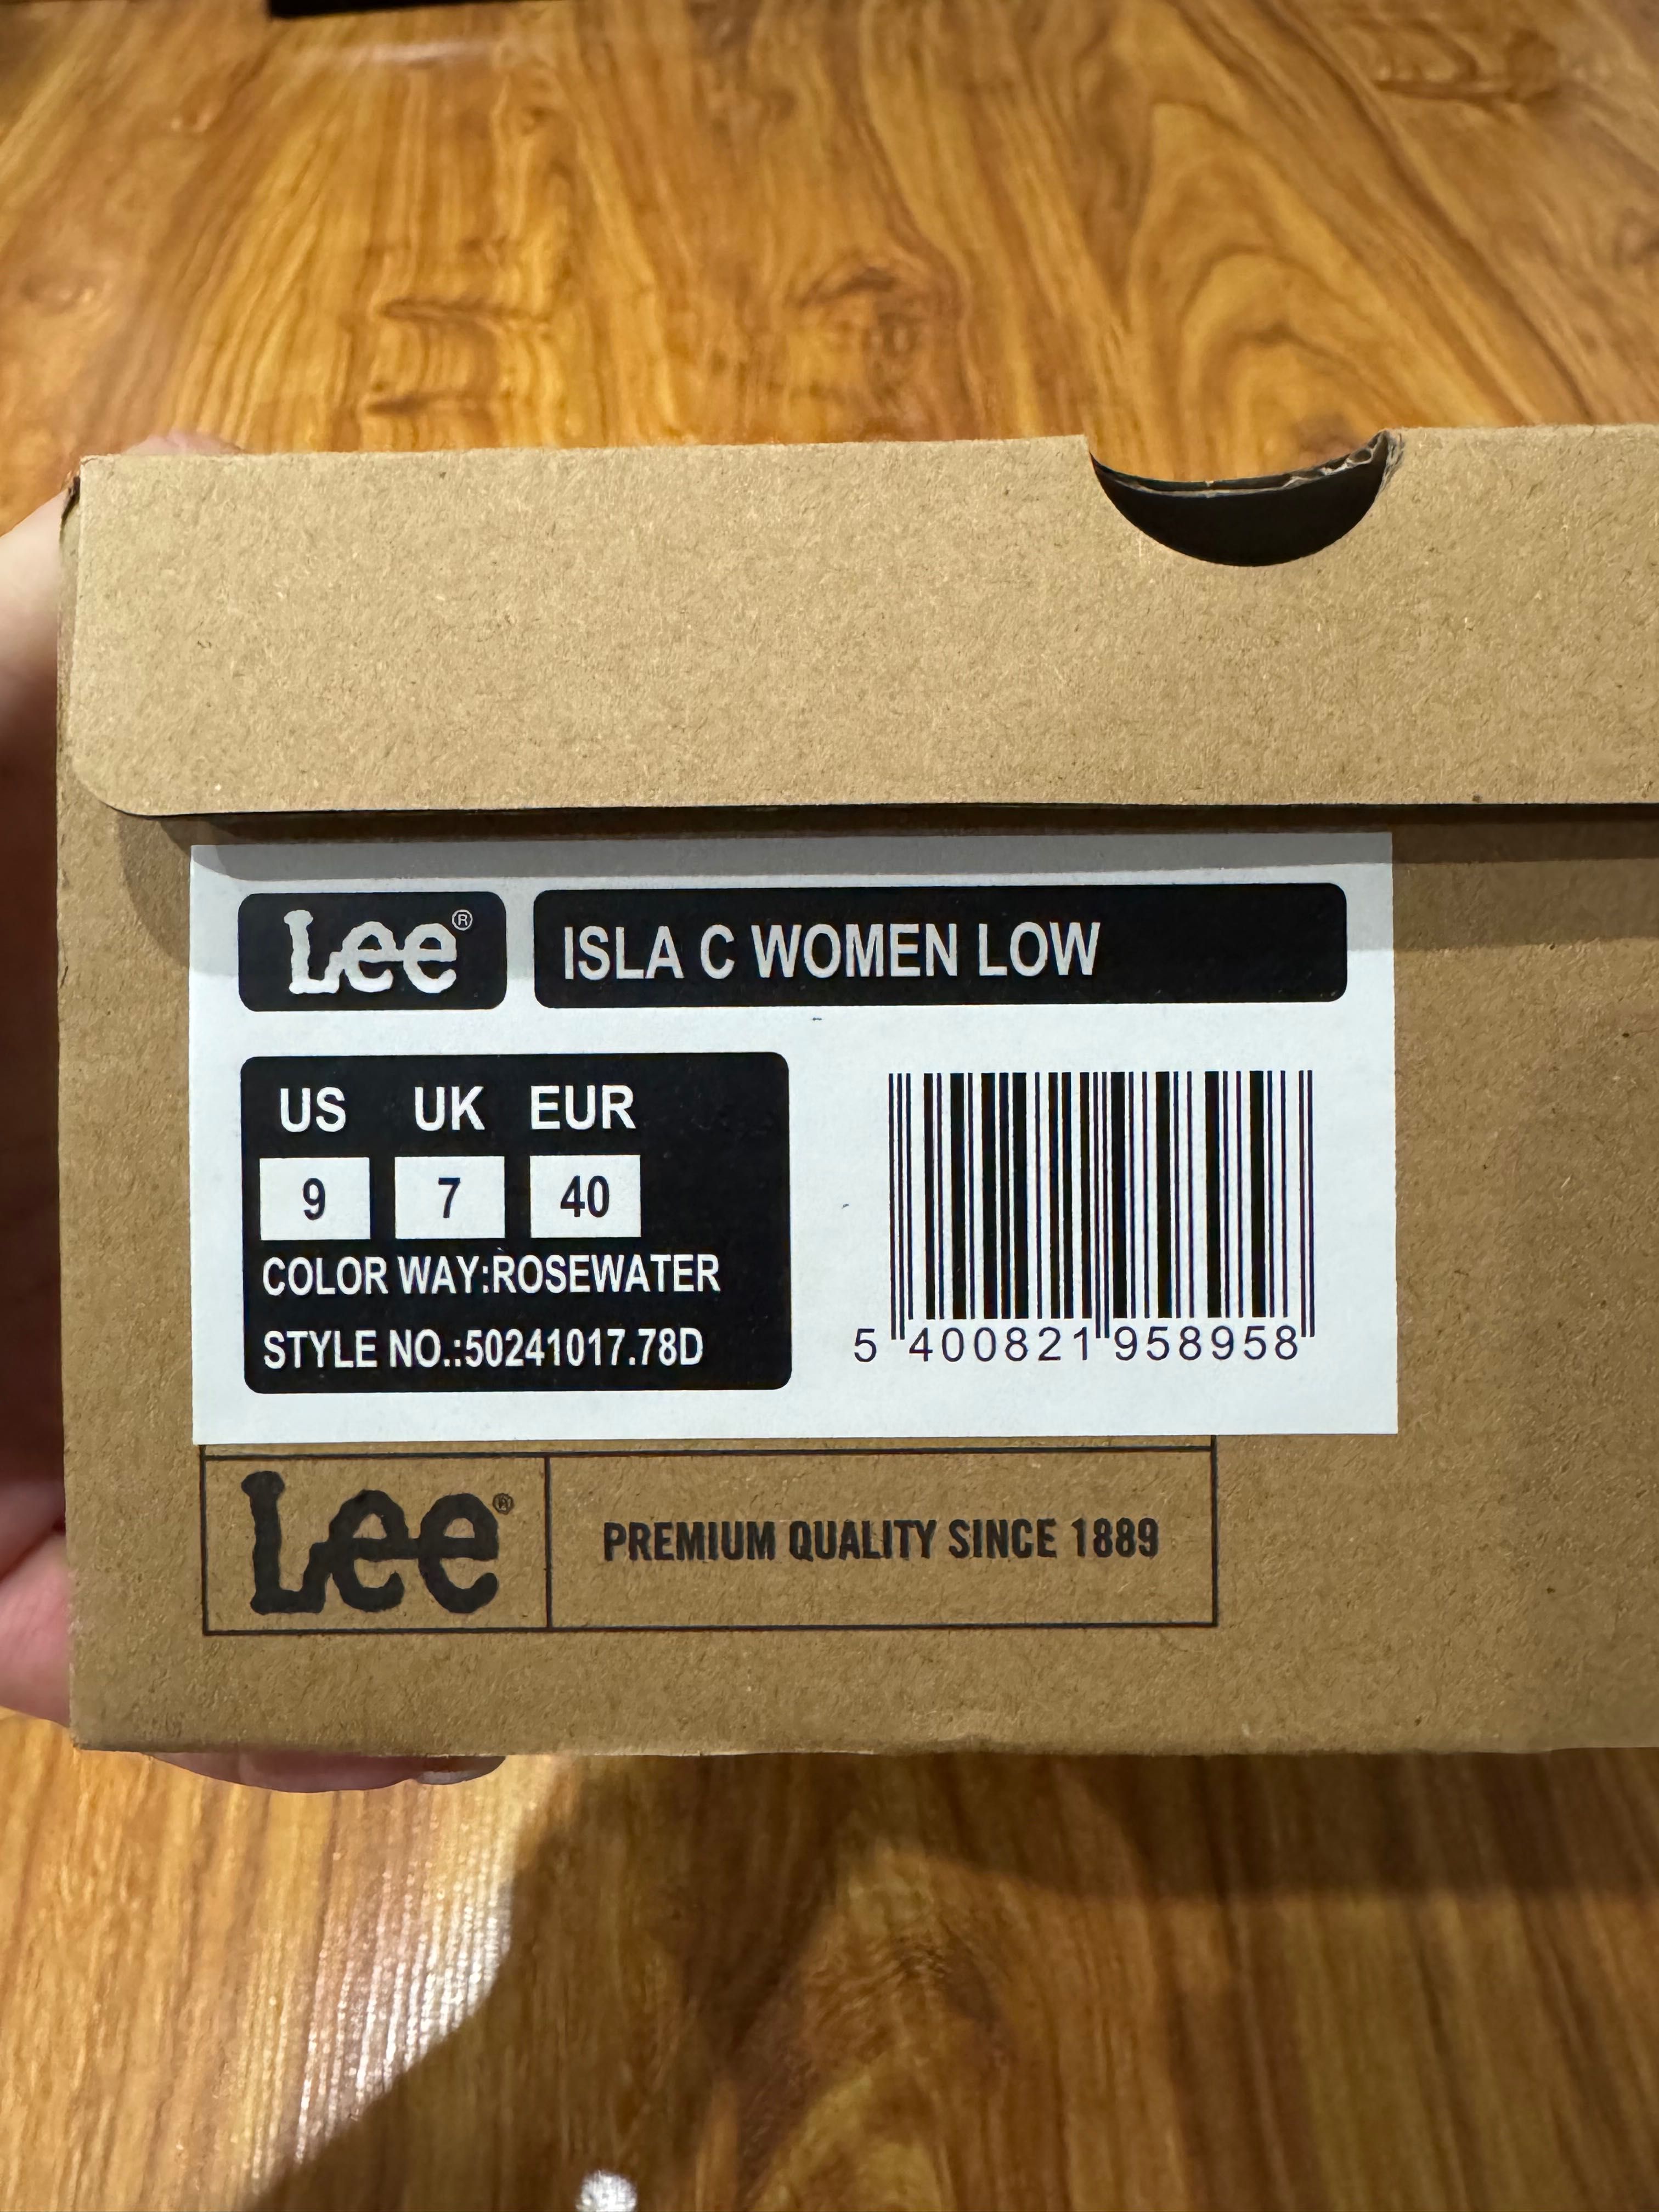 Lee®
ISLA C WOMEN LOW
US UK EUR
9 7 40
COLOR WAY:ROSEWATER
STYLE NO.:50241017.78D
5 400821 958958
Lee®
PREMIUM QUALITY SINCE 1889